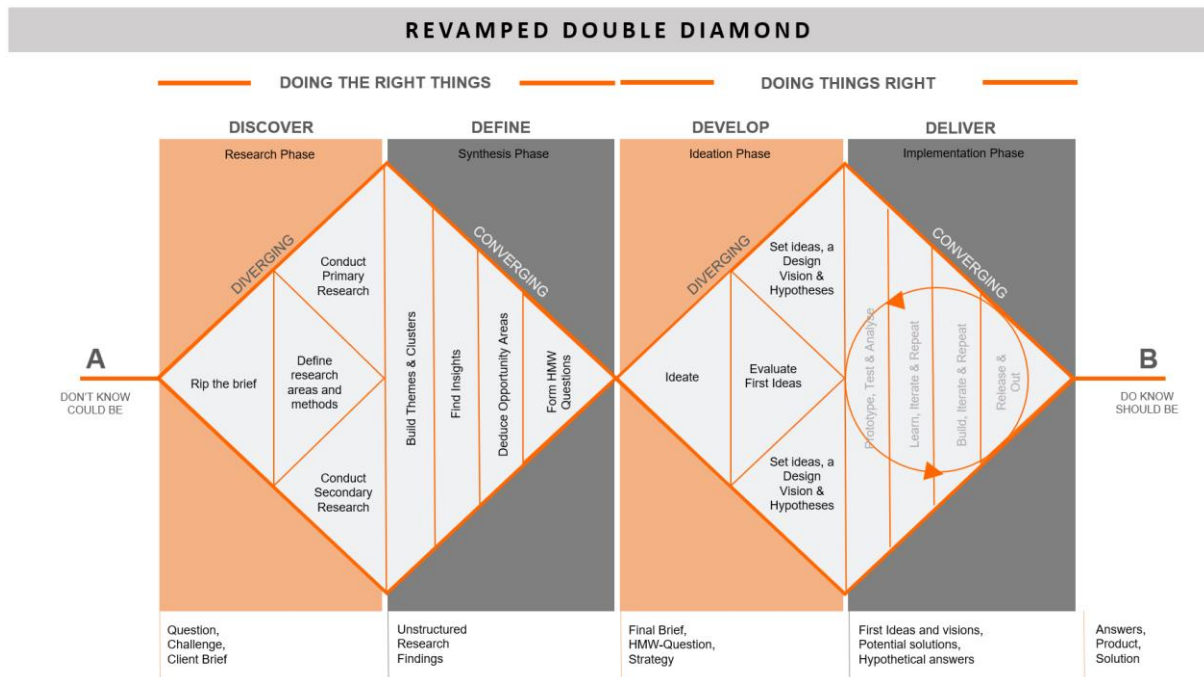 REVAMPED DOUBLE DIAMOND
DOING THE RIGHT THINGS
DOING THINGS RIGHT
DISCOVER
DEFINE
DEVELOP
DELIVER
Research Phase
Synthesis Phase
Ideation Phase
Implementation Phase
A
DON'T KNOW
COULD BE
DIVERGING
Rip the brief
Conduct
Primary
Research
Define
research
areas and
methods
Conduct
Secondary
Research
CONVERGING
Build Themes & Clusters
Find Insights
Deduce Opportunity Areas
Form HMW
Questions
DIVERGING
Ideate
Set ideas, a
Design
Vision &
Hypotheses
Evaluate
First Ideas
Set ideas, a
Design
Vision &
Hypotheses
CONVERGING
Prototype, Test & Analyse
Learn, Iterate & Repeat
Build, Iterate & Repeat
Release &
Out
B
DO KNOW
SHOULD BE
Question,
Challenge,
Client Brief
Unstructured
Research
Findings
Final Brief,
HMW-Question,
Strategy
First Ideas and visions,
Potential solutions,
Hypothetical answers
Answers,
Product,
Solution